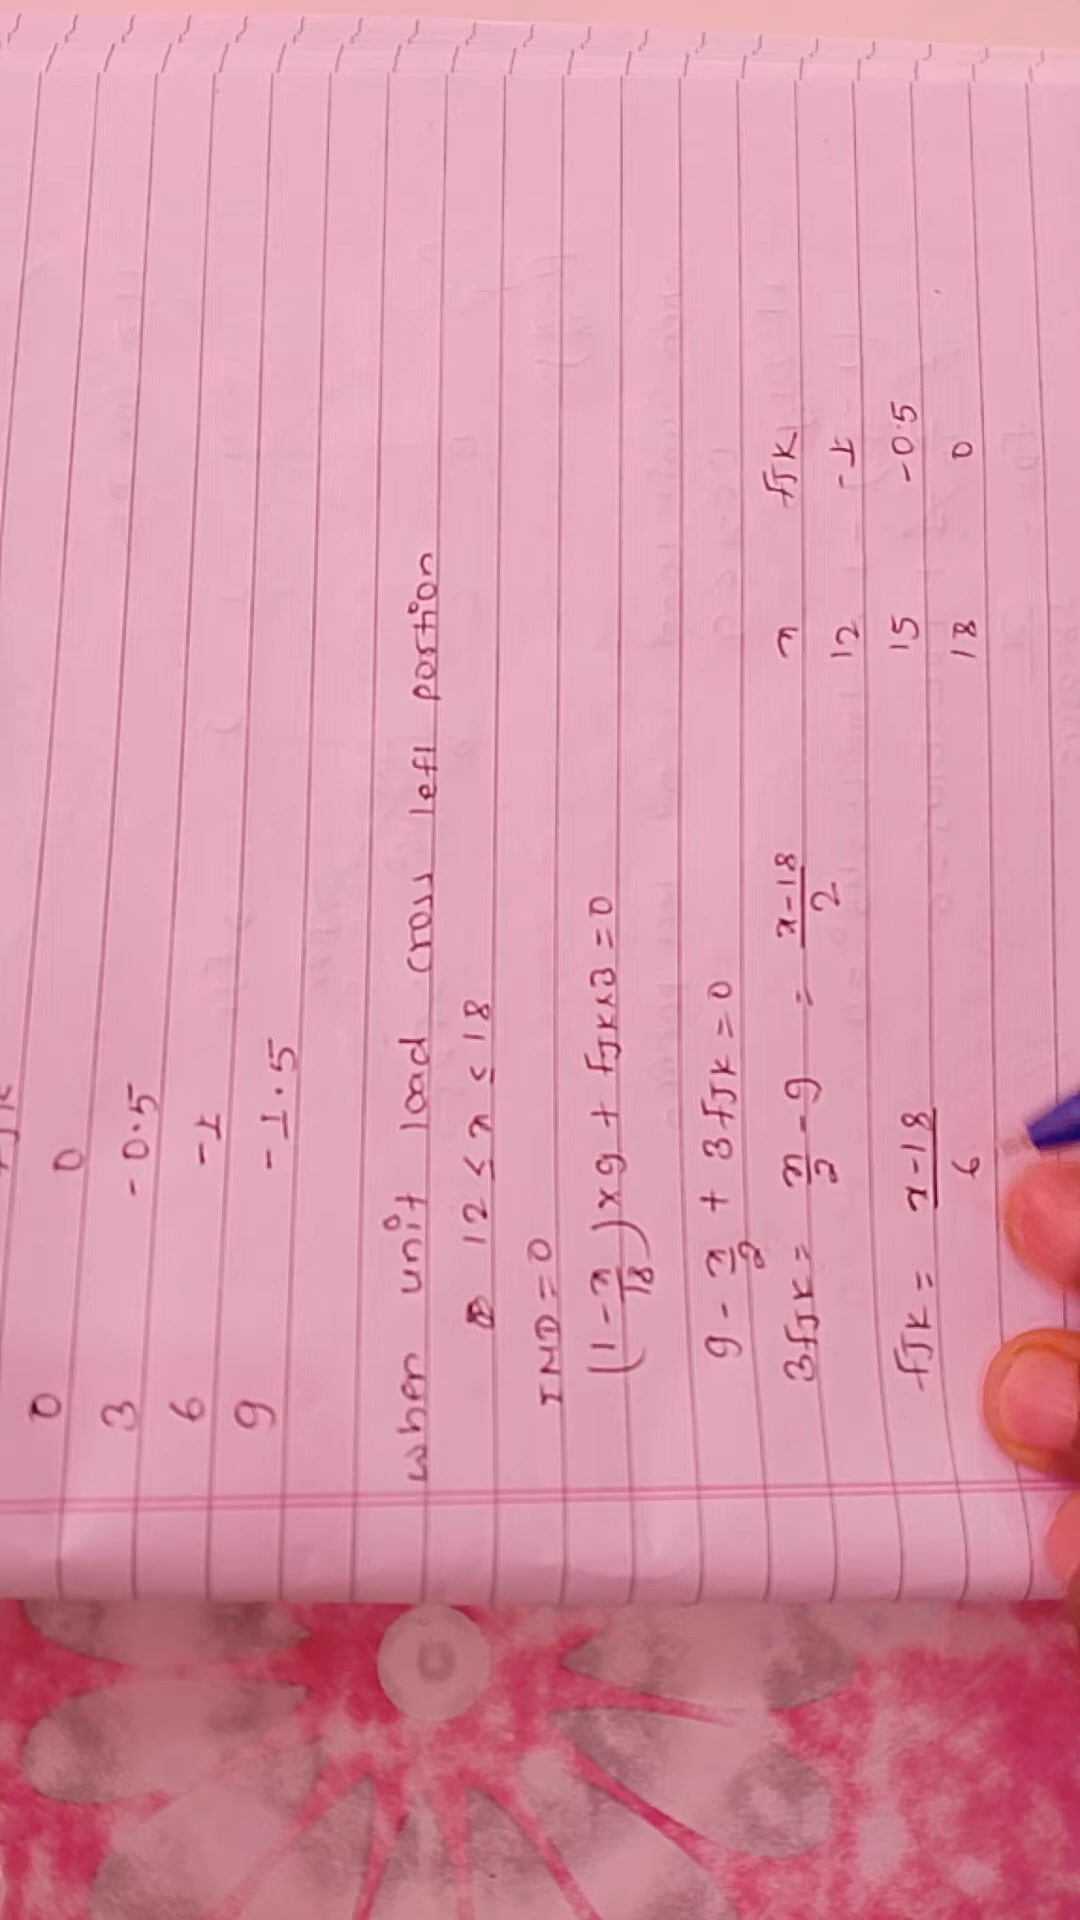 0 0
3 -0.5
6 -1
9 -1.5
when unit load cross left portion
12 ≤ x ≤ 18
IMD = 0
(1 - x/18) x 9 + FJK x 3 = 0
9 - x/2 + 3FJK = 0
3FJK = x/2 - 9 = x-18/2
FJK = x-18/6
x FJK
12 -1
15 -0.5
18 0